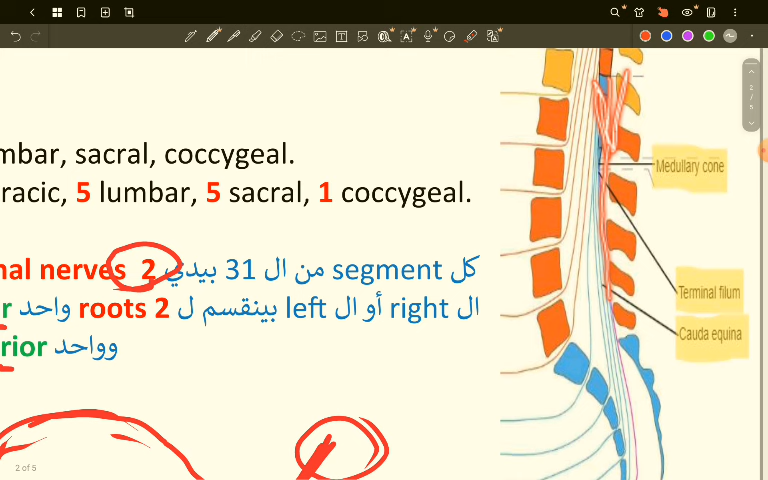 mbar, sacral, coccygeal.
racic, 5 lumbar, 5 sacral, 1 coccygeal.
كل segment من ال 31 بيدي 2 nal nerves
ال right أو ال left بينقسم ل 2 roots واحد r
وواحد rior
Medullary cone
Terminal filum
Cauda equina
2 of 5
2
/
5